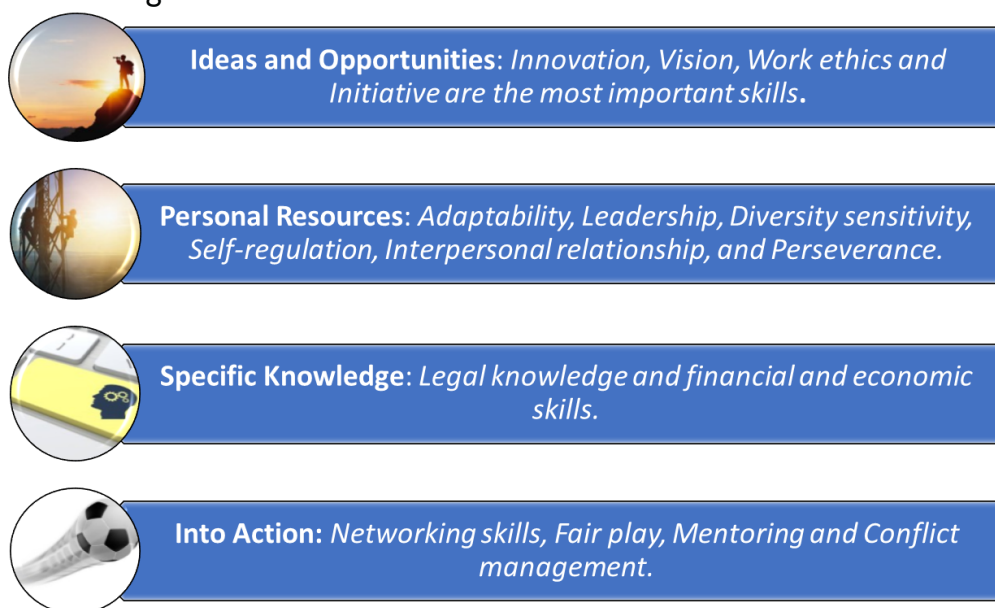 Ideas and Opportunities: Innovation, Vision, Work ethics and
Initiative are the most important skills.
Personal Resources: Adaptability, Leadership, Diversity sensitivity,
Self-regulation, Interpersonal relationship, and Perseverance.
Specific Knowledge: Legal knowledge and financial and economic
skills.
Into Action: Networking skills, Fair play, Mentoring and Conflict
management.